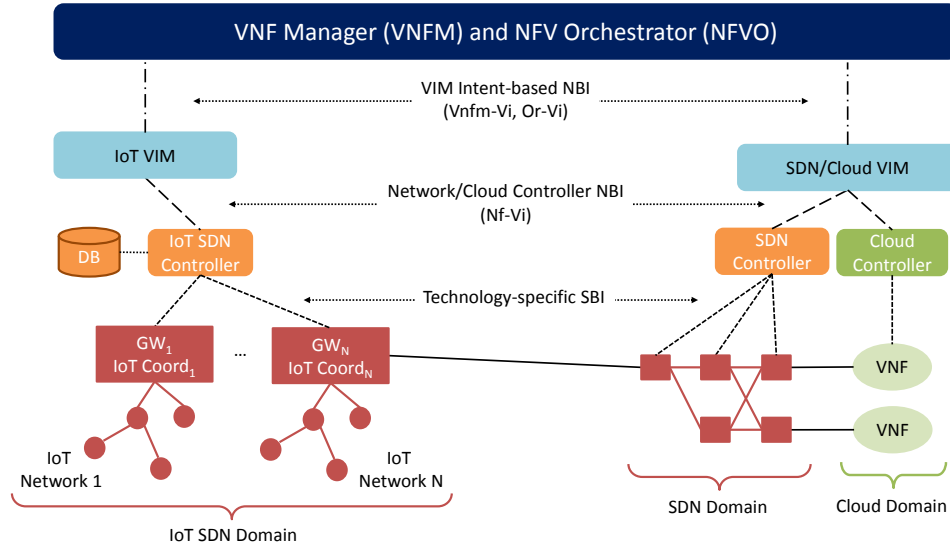 VNF Manager (VNFM) and NFV Orchestrator (NFVO)
VIM Intent-based NBI
(Vnfm-Vi, Or-Vi)
IoT VIM
SDN/Cloud VIM
Network/Cloud Controller NBI
(Nf-Vi)
DB
IoT SDN
Controller
SDN
Controller
Cloud
Controller
Technology-specific SBI
GW₁
IoT Coord₁
...
GW_N
IoT Coord_N
VNF
VNF
IoT
Network 1
IoT
Network N
IoT SDN Domain
SDN Domain
Cloud Domain